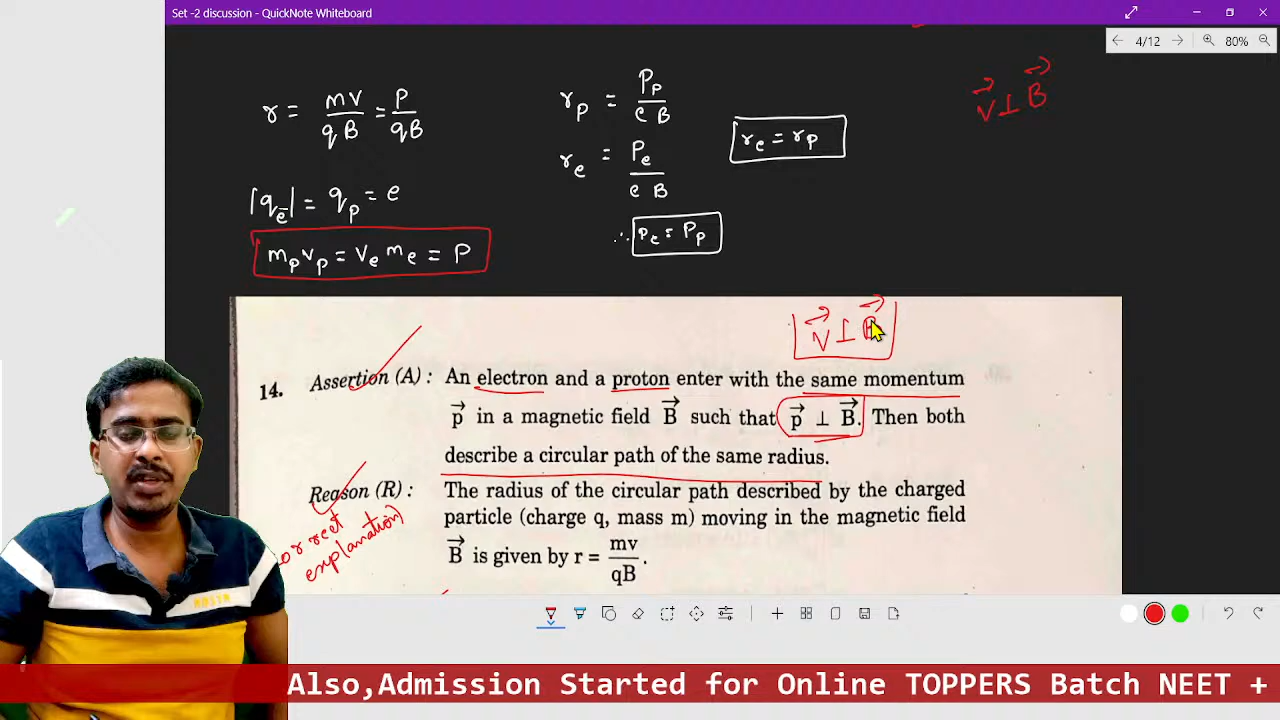 Set -2 discussion - QuickNote Whiteboard
4/12
80%
r = mv/qB = P/qB
r_p = P_p/eB
r_e = P_e/eB
r_e = r_p
|q_e̅| = q_p = e
m_p v_p = v_e m_e = P
∴ P_e = P_p
V⃗ ⊥ B⃗
V⃗ ⊥ B⃗
14. Assertion (A) : An electron and a proton enter with the same momentum
p⃗ in a magnetic field B⃗ such that p⃗ ⊥ B⃗. Then both
describe a circular path of the same radius.
Reason (R) : The radius of the circular path described by the charged
particle (charge q, mass m) moving in the magnetic field
B⃗ is given by r = mv/qB.
orrect
explanation)
Also,Admission Started for Online TOPPERS Batch NEET +